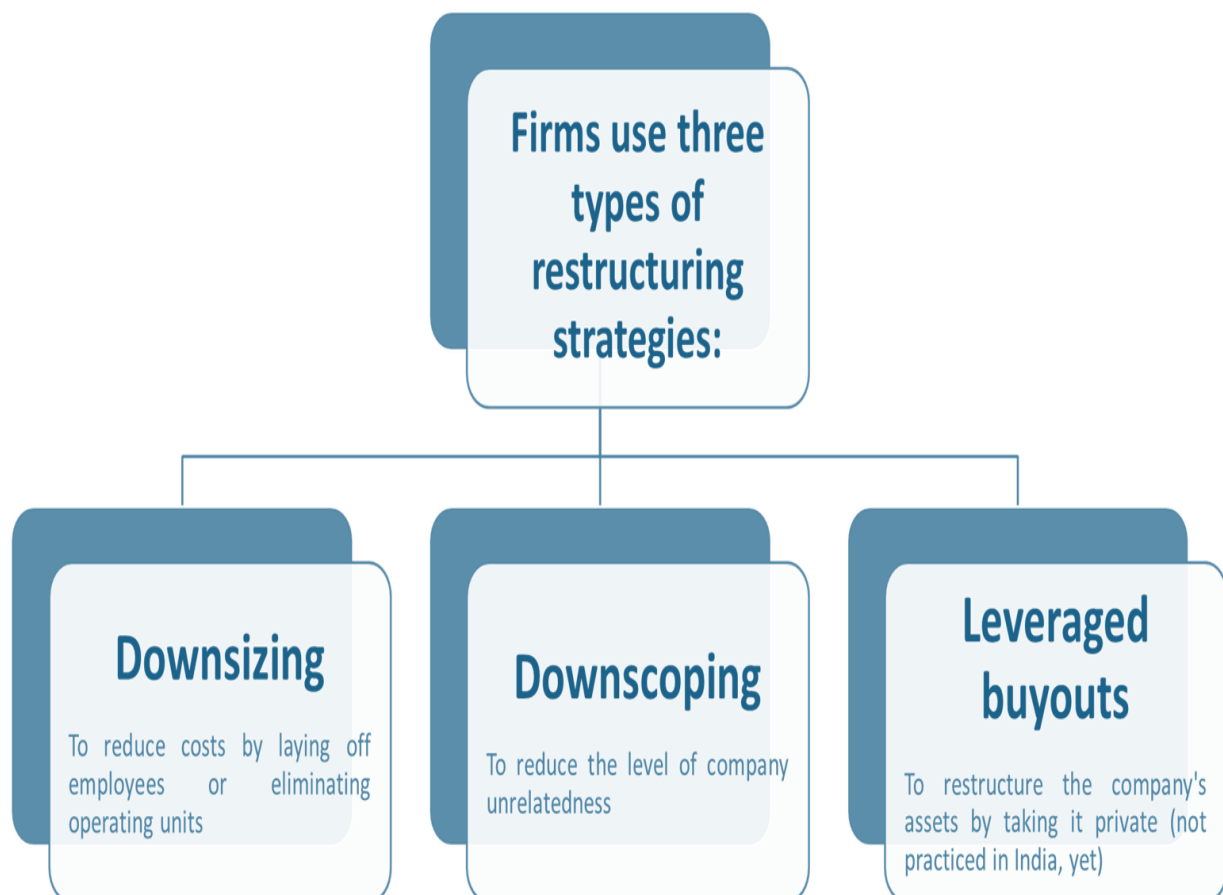 Firms use three
types of
restructuring
strategies:
Downsizing
To reduce costs by laying off
employees or eliminating
operating units
Downscoping
To reduce the level of company
unrelatedness
Leveraged
buyouts
To restructure the company's
assets by taking it private (not
practiced in India, yet)